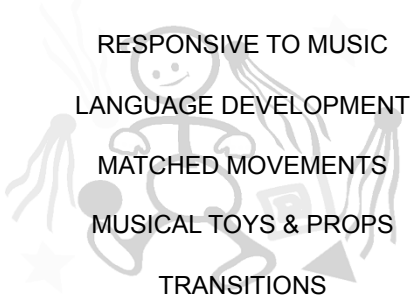 RESPONSIVE TO MUSIC
LANGUAGE DEVELOPMENT
MATCHED MOVEMENTS
MUSICAL TOYS & PROPS
TRANSITIONS